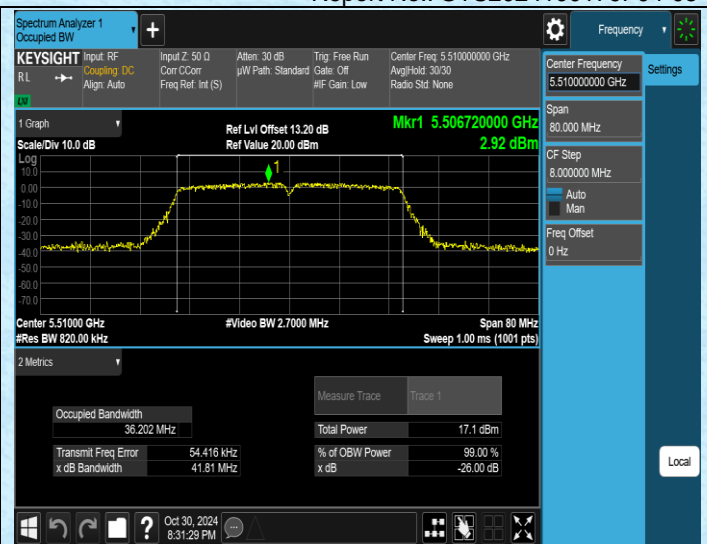 Spectrum Analyzer 1
Occupied BW
+
Frequency
KEYSIGHT
RL
LXI
Input: RF
Coupling: DC
Align: Auto
Input Z: 50 Ω
Corr CCorr
Freq Ref: Int (S)
Atten: 30 dB
µW Path: Standard
Trig: Free Run
Gate: Off
#IF Gain: Low
Center Freq: 5.510000000 GHz
Avg|Hold: 30/30
Radio Std: None
Center Frequency
5.510000000 GHz
Settings
Span
80.000 MHz
CF Step
8.000000 MHz
Auto
Man
Freq Offset
0 Hz
Local
1 Graph
Scale/Div 10.0 dB
Ref Lvl Offset 13.20 dB
Ref Value 20.00 dBm
Mkr1 5.506720000 GHz
2.92 dBm
Log
10.0
0.00
-10.0
-20.0
-30.0
-40.0
-50.0
-60.0
-70.0
1
Center 5.51000 GHz
#Res BW 820.00 kHz
#Video BW 2.7000 MHz
Span 80 MHz
Sweep 1.00 ms (1001 pts)
2 Metrics
Measure Trace Trace 1
Occupied Bandwidth
36.202 MHz
Total Power 17.1 dBm
Transmit Freq Error 54.416 kHz
% of OBW Power 99.00 %
x dB Bandwidth 41.81 MHz
x dB -26.00 dB
?
Oct 30, 2024
8:31:29 PM